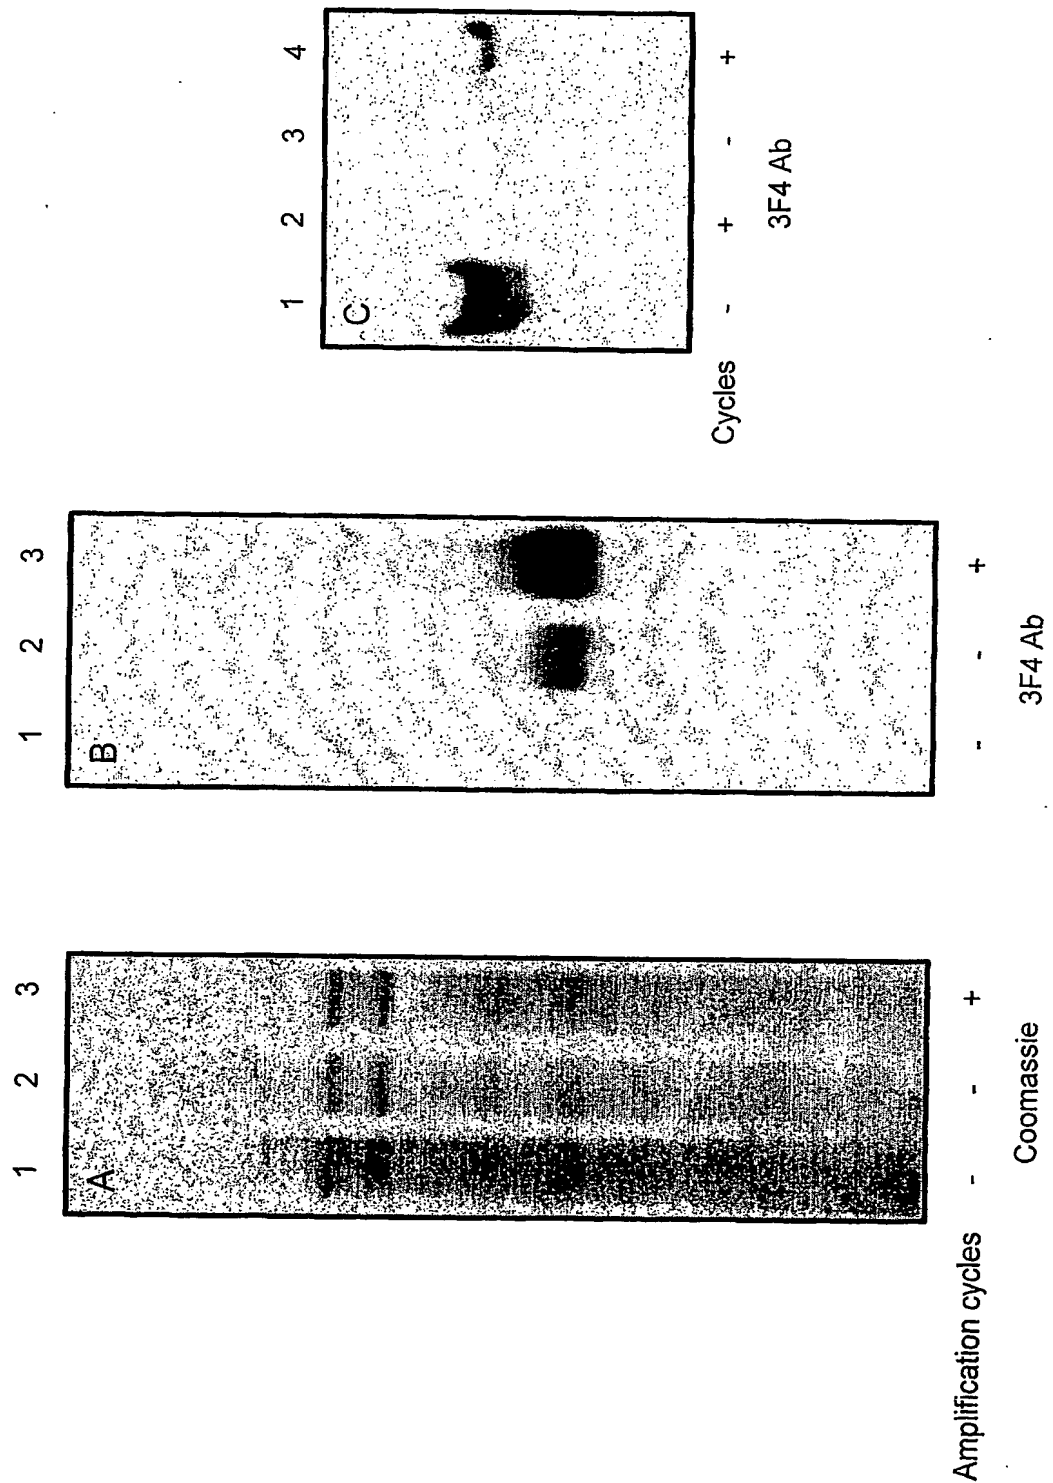 1 2 3
A
- - +
Amplification cycles
Coomassie
1 2 3
B
- - +
3F4 Ab
1 2 3 4
C
Cycles - + - +
3F4 Ab